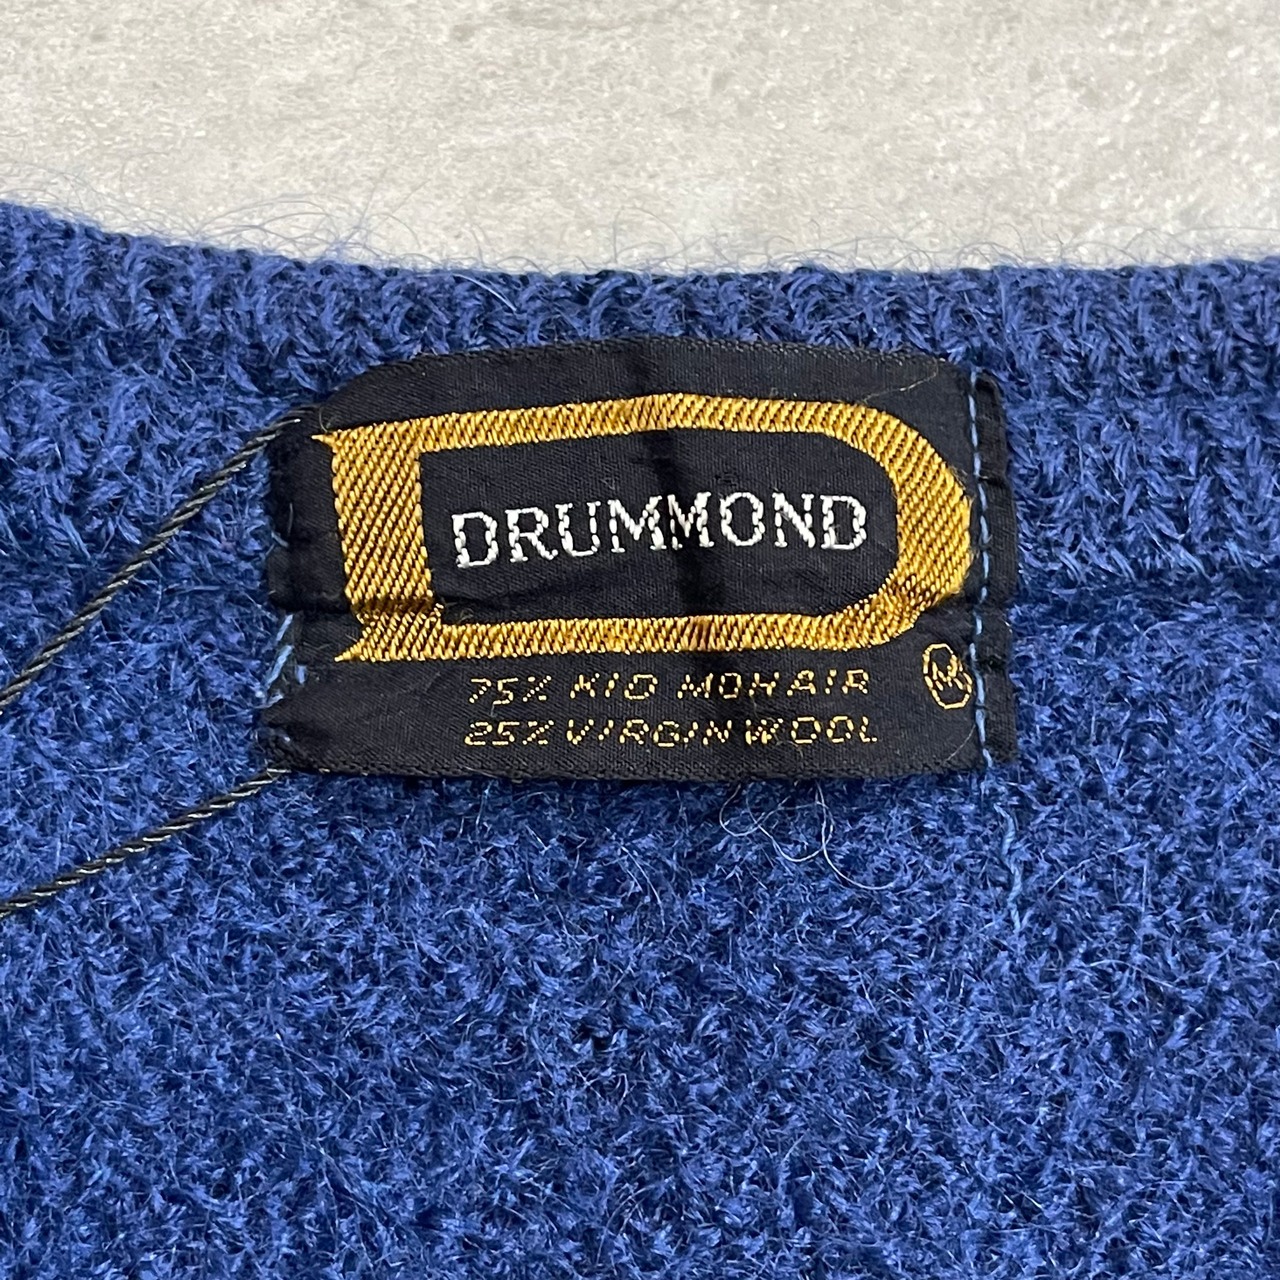 DRUMMOND
75% KID MOHAIR
25% VIRGIN WOOL
M